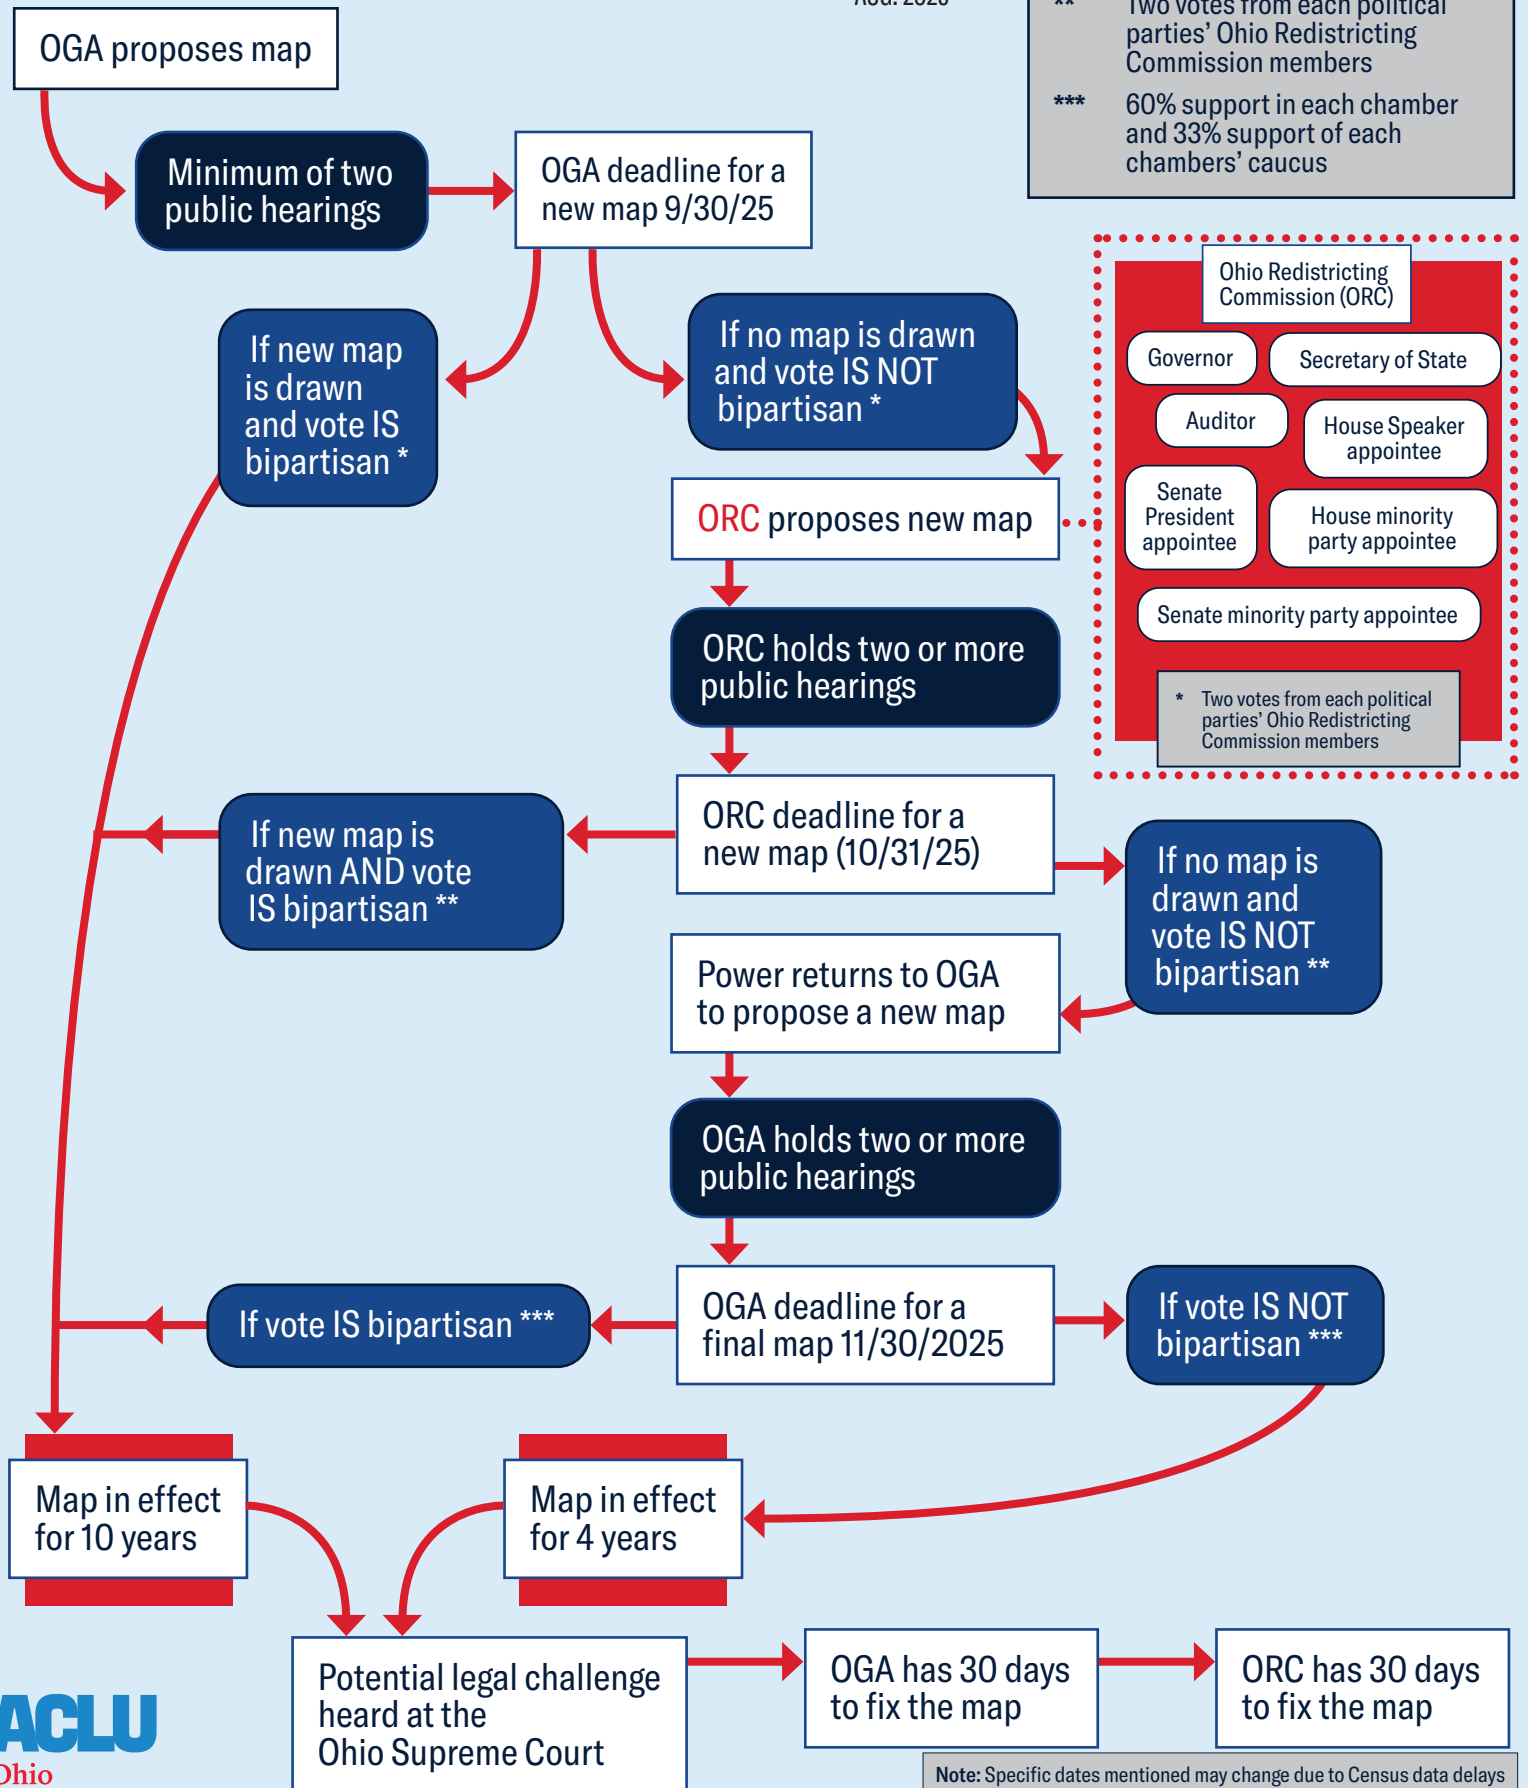 AUG. 2025
** Two votes from each political
parties’ Ohio Redistricting
Commission members
*** 60% support in each chamber
and 33% support of each
chambers’ caucus
OGA proposes map
Minimum of two
public hearings
OGA deadline for a
new map 9/30/25
If new map
is drawn
and vote IS
bipartisan *
If no map is drawn
and vote IS NOT
bipartisan *
ORC proposes new map
Ohio Redistricting
Commission (ORC)
Governor
Secretary of State
Auditor
House Speaker
appointee
Senate
President
appointee
House minority
party appointee
Senate minority party appointee
* Two votes from each political
parties’ Ohio Redistricting
Commission members
ORC holds two or more
public hearings
ORC deadline for a
new map (10/31/25)
If new map is
drawn AND vote
IS bipartisan **
If no map is
drawn and
vote IS NOT
bipartisan **
Power returns to OGA
to propose a new map
OGA holds two or more
public hearings
OGA deadline for a
final map 11/30/2025
If vote IS bipartisan ***
If vote IS NOT
bipartisan ***
Map in effect
for 10 years
Map in effect
for 4 years
Potential legal challenge
heard at the
Ohio Supreme Court
OGA has 30 days
to fix the map
ORC has 30 days
to fix the map
ACLU
Ohio
Note: Specific dates mentioned may change due to Census data delays